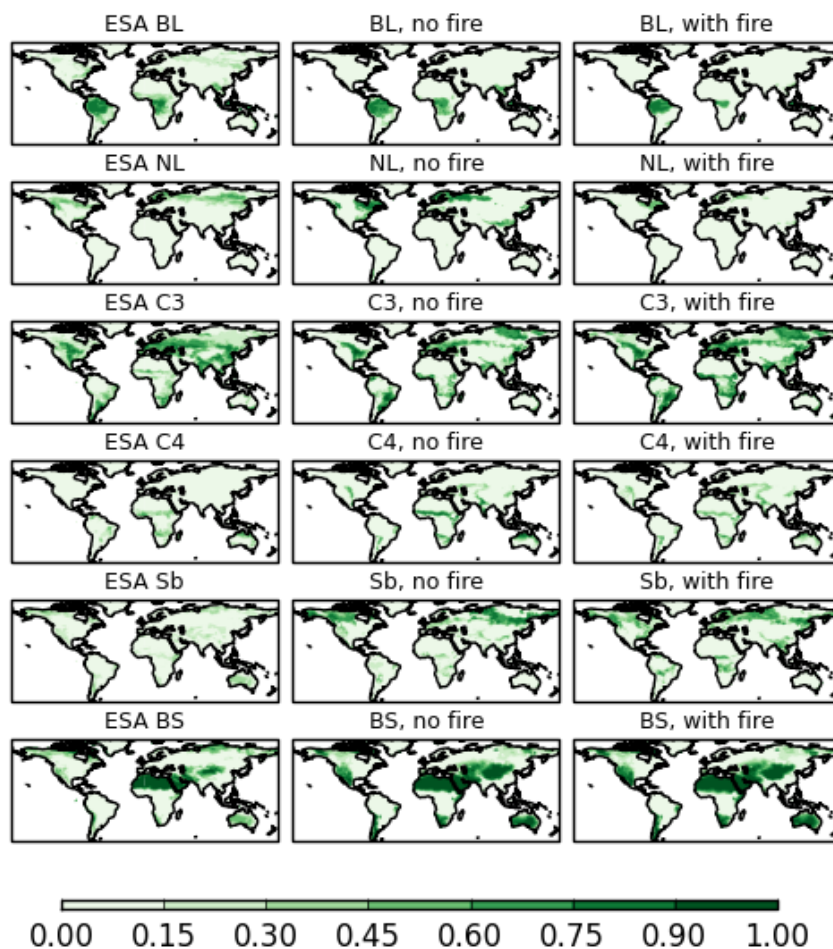 ESA BL BL, no fire BL, with fire
ESA NL NL, no fire NL, with fire
ESA C3 C3, no fire C3, with fire
ESA C4 C4, no fire C4, with fire
ESA Sb Sb, no fire Sb, with fire
ESA BS BS, no fire BS, with fire
0.00 0.15 0.30 0.45 0.60 0.75 0.90 1.00